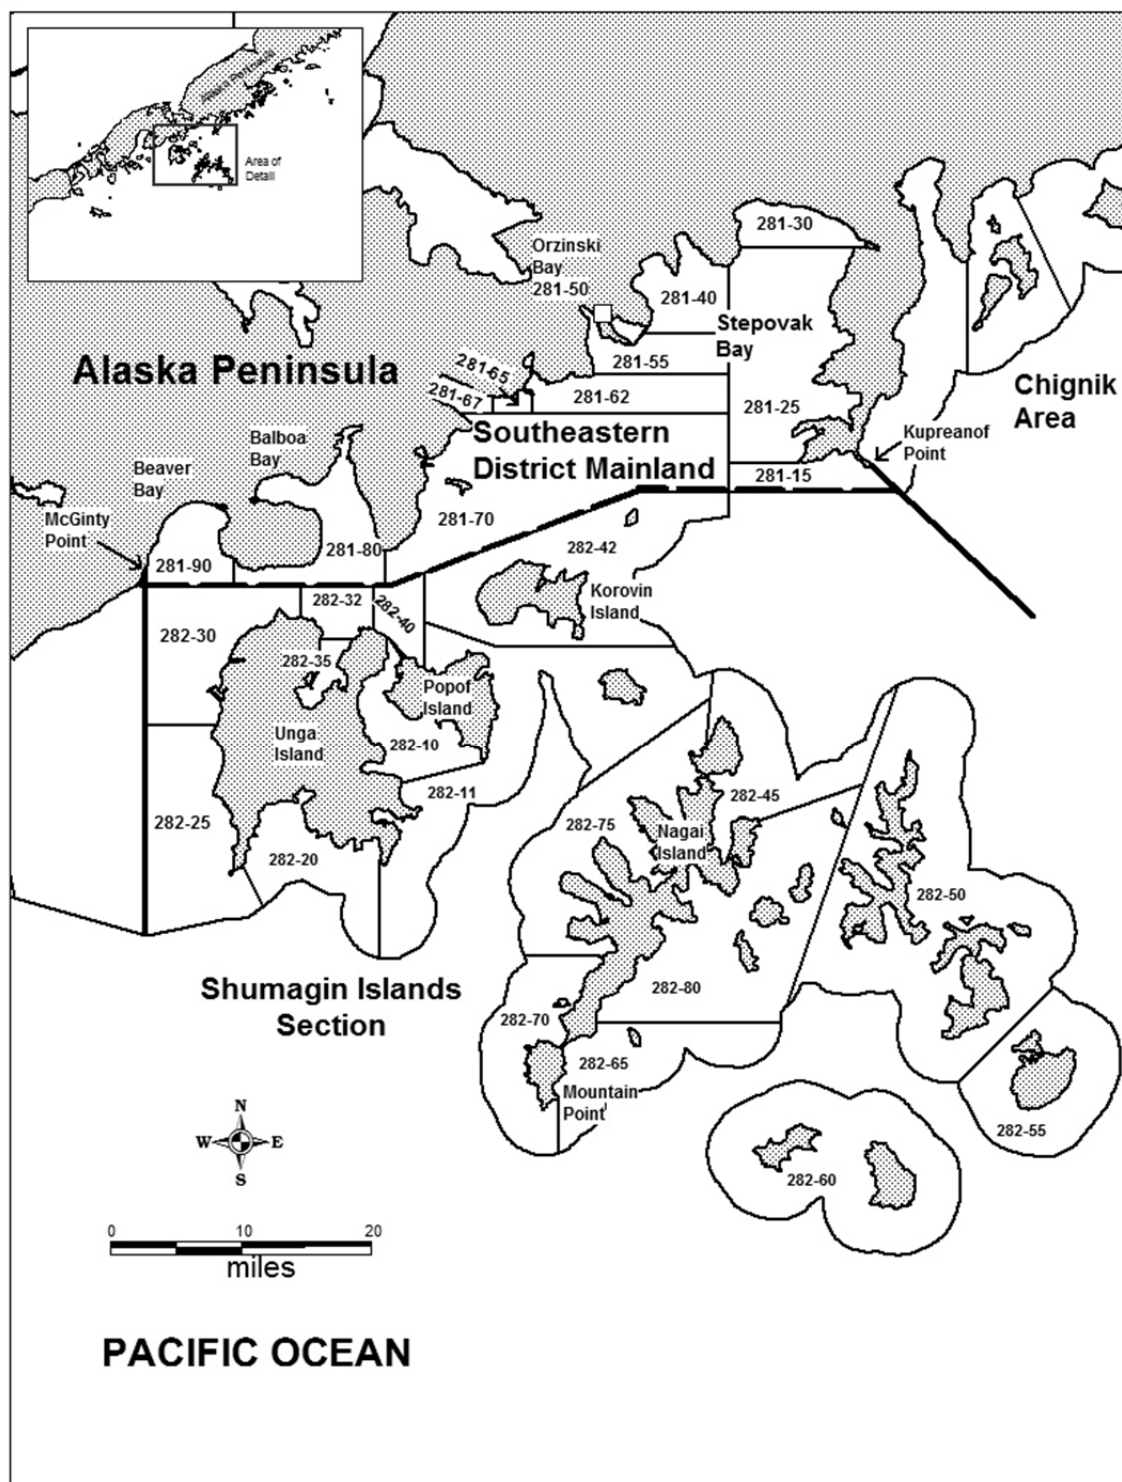 Alaska Peninsula
Area of
Detail
281-30
Orzinski
Bay
281-50
281-40
Stepovak
Bay
Alaska Peninsula
281-65
281-55
281-67
281-62
Chignik
Area
281-25
Southeastern
District Mainland
Kupreanof
Point
Balboa
Bay
Beaver
Bay
281-15
McGinty
Point
281-70
281-80
282-42
281-90
Korovin
Island
282-32
282-40
282-30
282-35
Popof
Island
Unga
Island
282-10
282-11
282-45
282-25
282-75
Nagai
Island
282-20
282-50
Shumagin Islands
Section
282-80
282-70
282-65
Mountain
Point
282-55
282-60
N
W E
S
0 10 20
miles
PACIFIC OCEAN